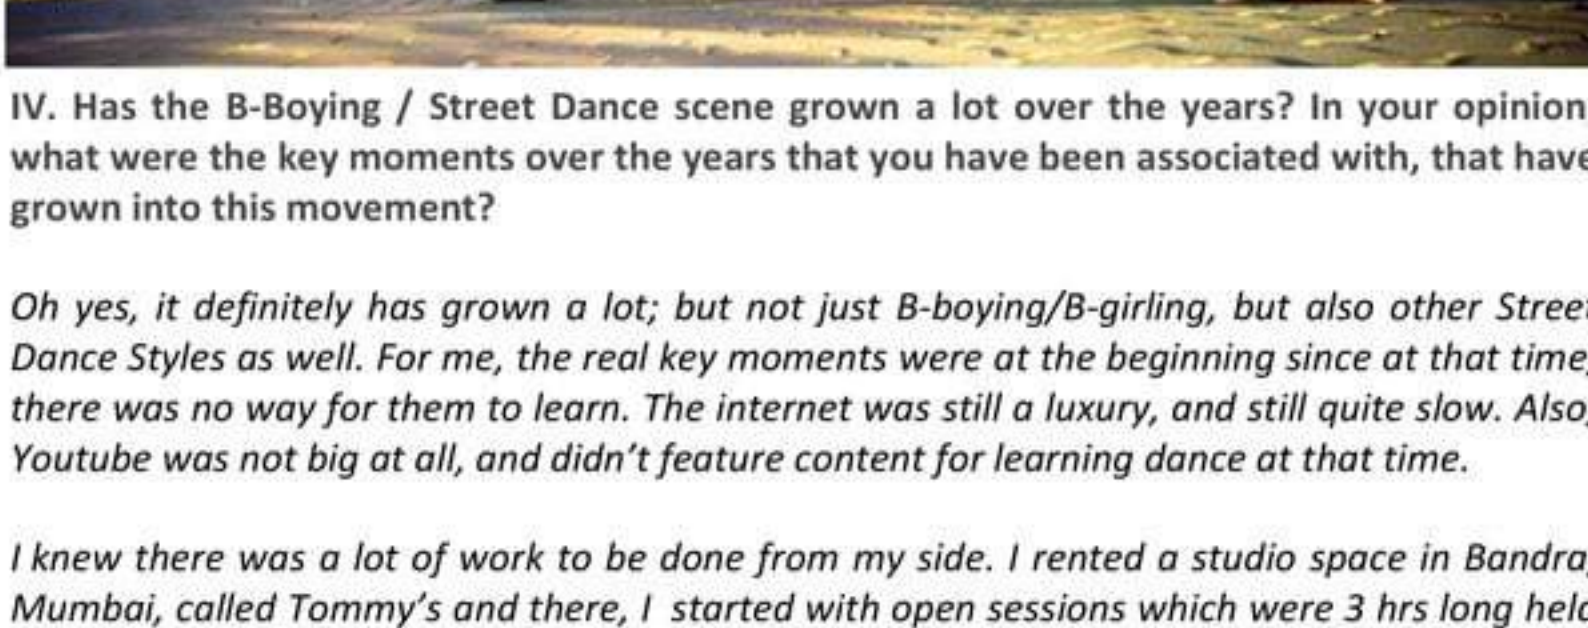 IV. Has the B-Boying / Street Dance scene grown a lot over the years? In your opinion
what were the key moments over the years that you have been associated with, that have
grown into this movement?
Oh yes, it definitely has grown a lot; but not just B-boying/B-girling, but also other Street
Dance Styles as well. For me, the real key moments were at the beginning since at that time,
there was no way for them to learn. The internet was still a luxury, and still quite slow. Also,
Youtube was not big at all, and didn't feature content for learning dance at that time.
I knew there was a lot of work to be done from my side. I rented a studio space in Bandra,
Mumbai, called Tommy's and there, I started with open sessions which were 3 hrs long held